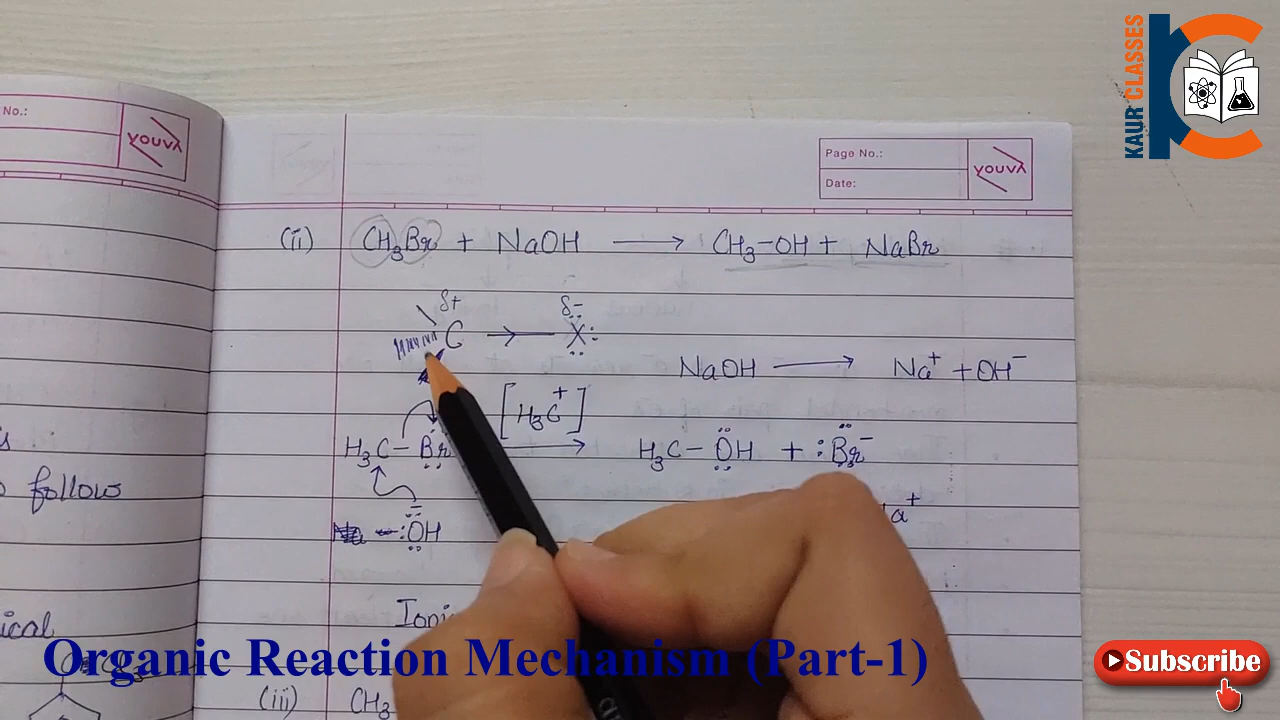 KAUR CLASSES
No.:
youva
Page No.:
Date:
youva
(ii) CH₃Br + NaOH ⟶ CH₃–OH + NaBr
δ+ δ–
C → X
NaOH ⟶ Na⁺ + OH⁻
[H₃C⁺]
H₃C–Br ⟶ H₃C–OH + Br⁻
follow
:OH
Organic Reaction Mechanism (Part-1)
Subscribe
(iii) CH₃